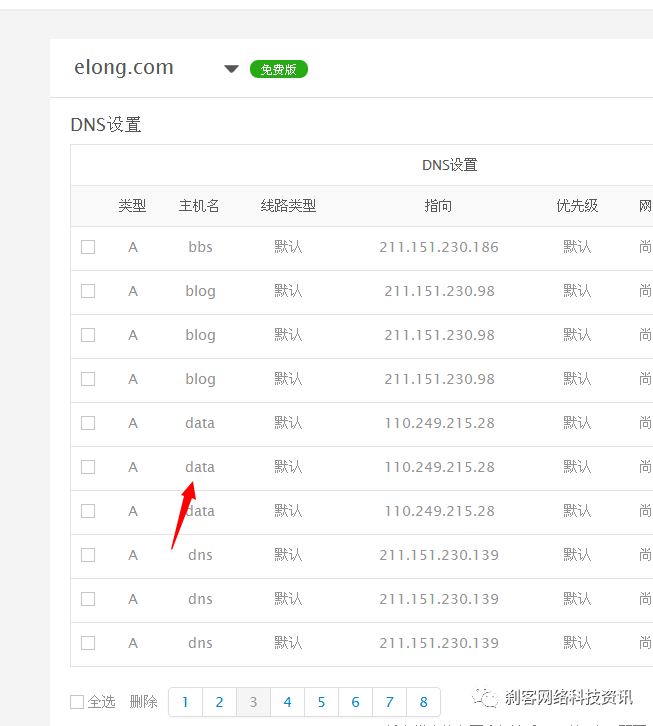 elong.com 免费版
DNS设置
DNS设置
类型 主机名 线路类型 指向 优先级 网
A bbs 默认 211.151.230.186 默认 尚
A blog 默认 211.151.230.98 默认 尚
A blog 默认 211.151.230.98 默认 尚
A blog 默认 211.151.230.98 默认 尚
A data 默认 110.249.215.28 默认 尚
A data 默认 110.249.215.28 默认 尚
A data 默认 110.249.215.28 默认 尚
A dns 默认 211.151.230.139 默认 尚
A dns 默认 211.151.230.139 默认 尚
A dns 默认 211.151.230.139 默认 尚
全选 删除 1 2 3 4 5 6 7 8 刹客网络科技资讯